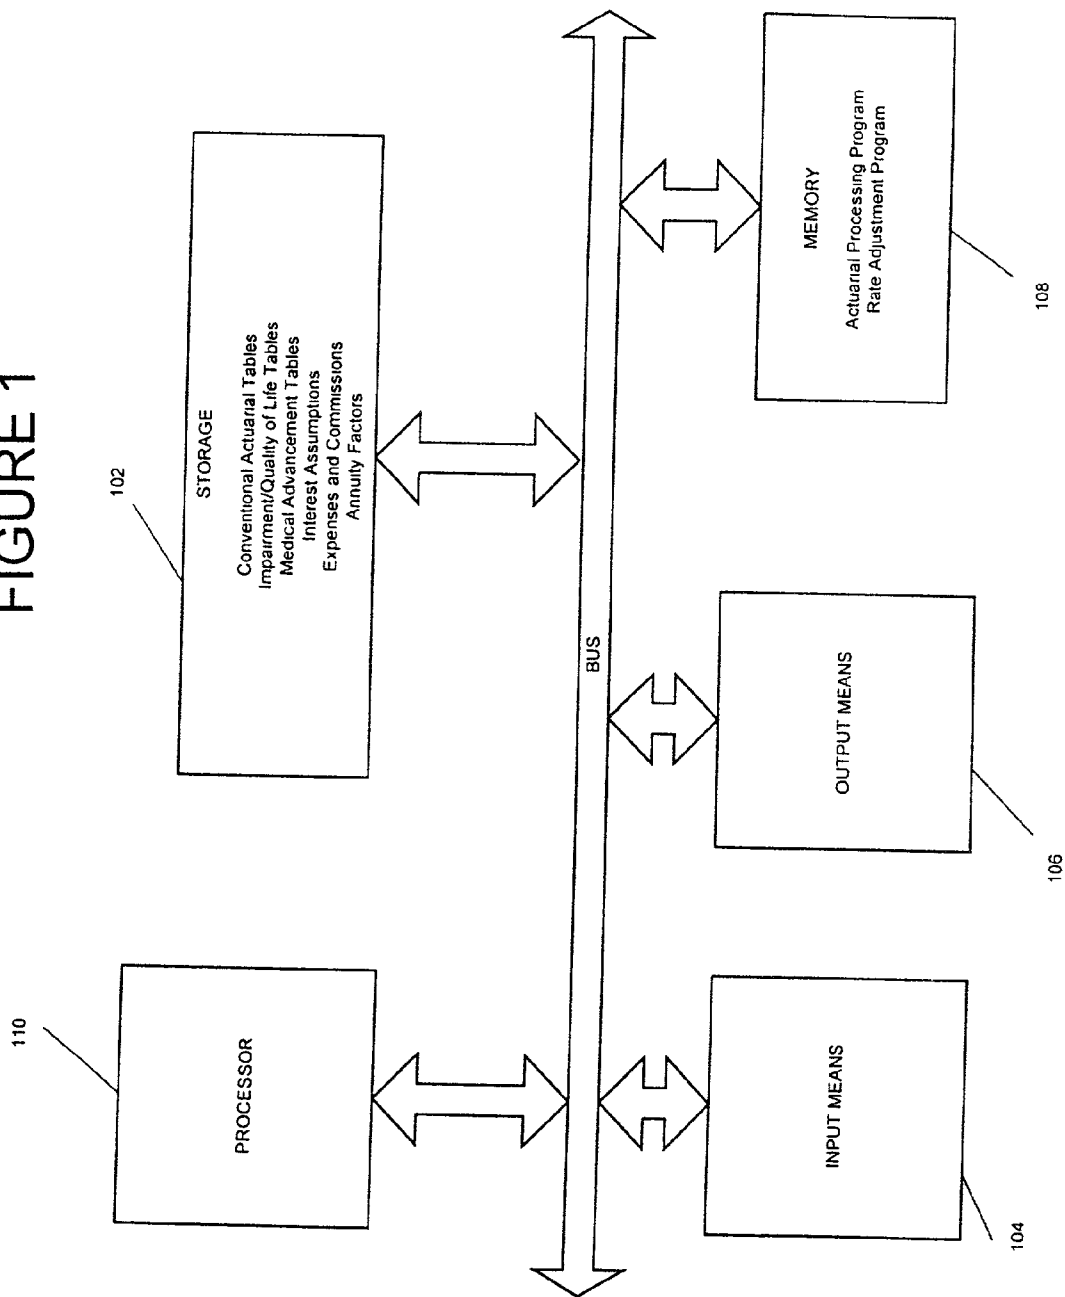 FIGURE 1
110
PROCESSOR
102
STORAGE
Conventional Actuarial Tables
Impairment/Quality of Life Tables
Medical Advancement Tables
Interest Assumptions
Expenses and Commissions
Annuity Factors
BUS
INPUT MEANS
104
OUTPUT MEANS
106
MEMORY
Actuarial Processing Program
Rate Adjustment Program
108